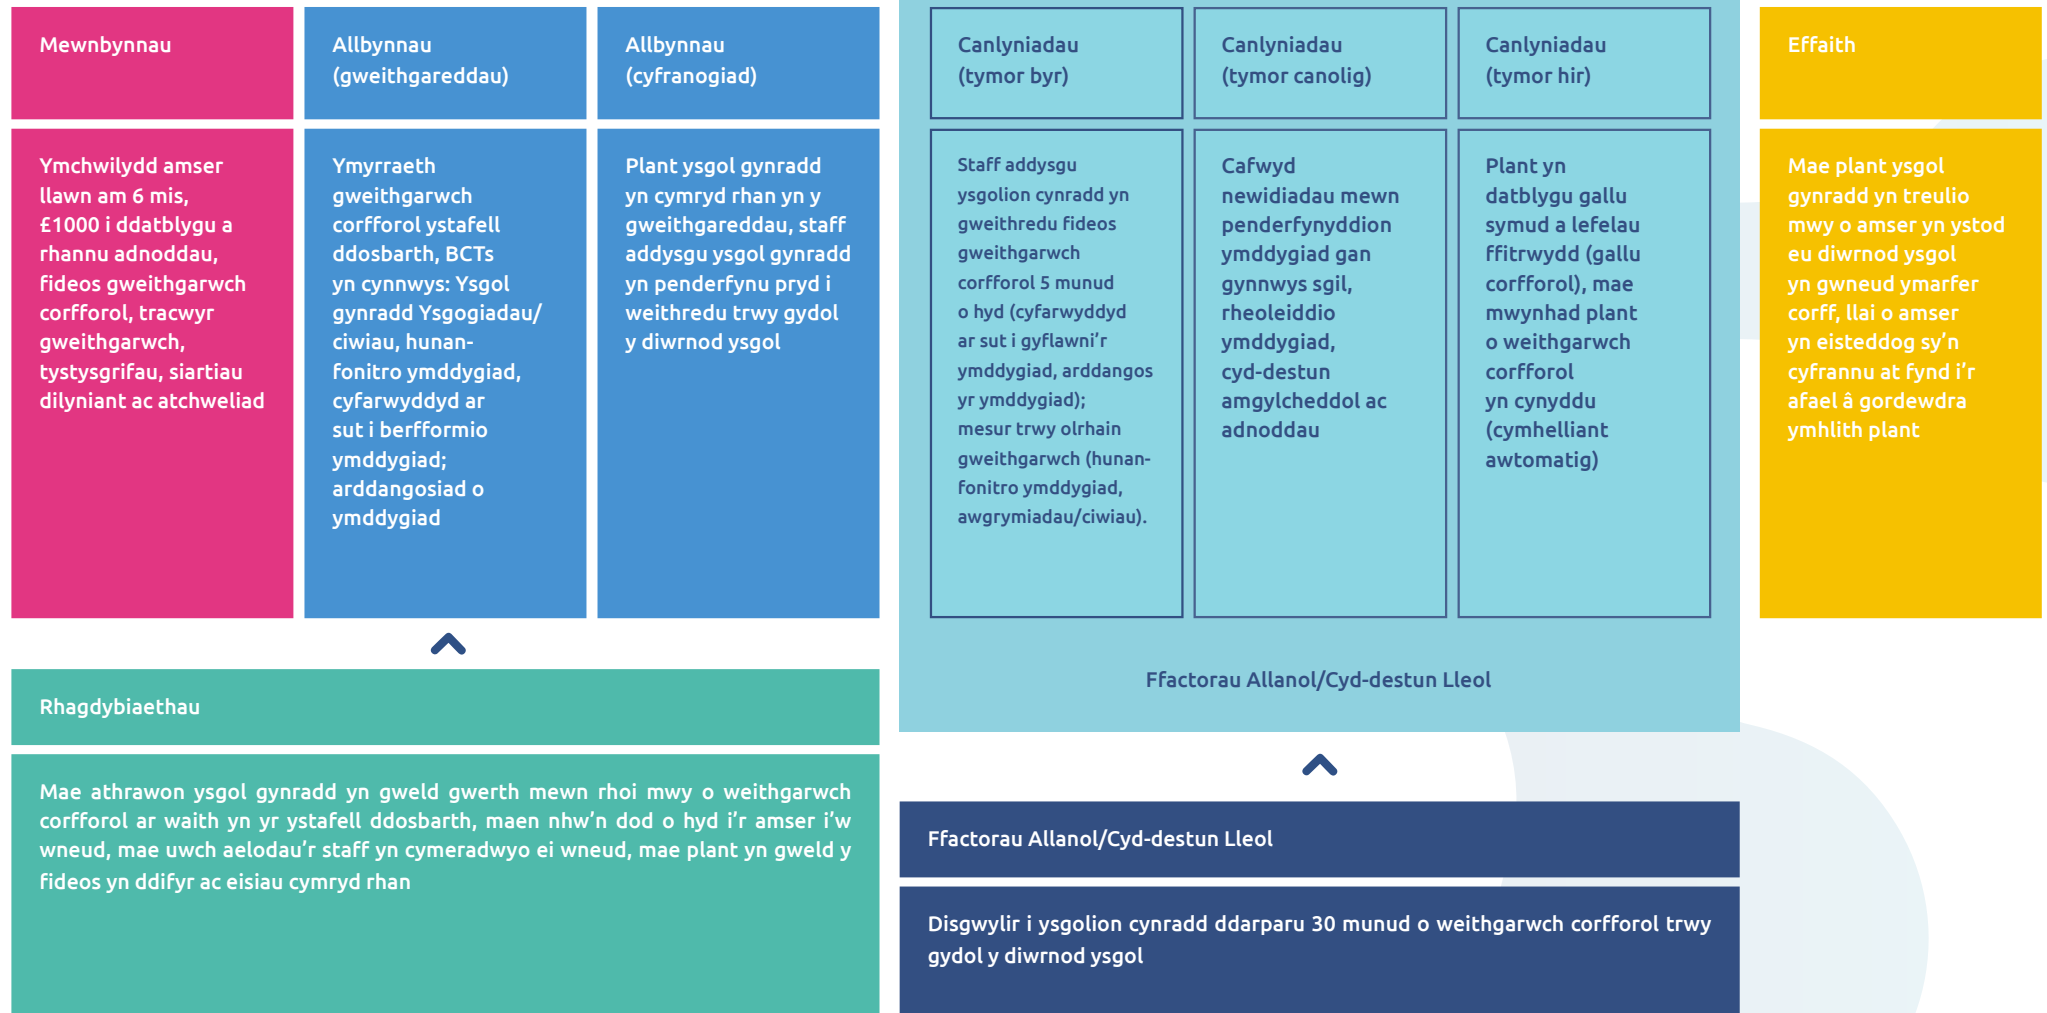 Mewnbynnau
Ymchwilydd amser
llawn am 6 mis,
£1000 i ddatblygu a
rhannu adnoddau,
fideos gweithgarwch
corfforol, tracwyr
gweithgarwch,
tystysgrifau, siartiau
dilyniant ac atchweliad
Allbynnau
(gweithgareddau)
Ymyrraeth
gweithgarwch
corfforol ystafell
ddosbarth, BCTs
yn cynnwys: Ysgol
gynradd Ysgogiadau/
ciwiau, hunan-
fonitro ymddygiad,
cyfarwyddyd ar
sut i berfformio
ymddygiad;
arddangosiad o
ymddygiad
Allbynnau
(cyfranogiad)
Plant ysgol gynradd
yn cymryd rhan yn y
gweithgareddau, staff
addysgu ysgol gynradd
yn penderfynu pryd i
weithredu trwy gydol
y diwrnod ysgol
Canlyniadau
(tymor byr)
Staff addysgu
ysgolion cynradd yn
gweithredu fideos
gweithgarwch
corfforol 5 munud
o hyd (cyfarwyddyd
ar sut i gyflawni’r
ymddygiad, arddangos
yr ymddygiad);
mesur trwy olrhain
gweithgarwch (hunan-
fonitro ymddygiad,
awgrymiadau/ciwiau).
Canlyniadau
(tymor canolig)
Cafwyd
newidiadau mewn
penderfynyddion
ymddygiad gan
gynnwys sgil,
rheoleiddio
ymddygiad,
cyd-destun
amgylcheddol ac
adnoddau
Canlyniadau
(tymor hir)
Plant yn
datblygu gallu
symud a lefelau
ffitrwydd (gallu
corfforol), mae
mwynhad plant
o weithgarwch
corfforol
yn cynyddu
(cymhelliant
awtomatig)
Ffactorau Allanol/Cyd-destun Lleol
Effaith
Mae plant ysgol
gynradd yn treulio
mwy o amser yn ystod
eu diwrnod ysgol
yn gwneud ymarfer
corff, llai o amser
yn eisteddog sy’n
cyfrannu at fynd i’r
afael â gordewdra
ymhlith plant
Rhagdybiaethau
Mae athrawon ysgol gynradd yn gweld gwerth mewn rhoi mwy o weithgarwch
corfforol ar waith yn yr ystafell ddosbarth, maen nhw’n dod o hyd i’r amser i’w
wneud, mae uwch aelodau’r staff yn cymeradwyo ei wneud, mae plant yn gweld y
fideos yn ddifyr ac eisiau cymryd rhan
Ffactorau Allanol/Cyd-destun Lleol
Disgwylir i ysgolion cynradd ddarparu 30 munud o weithgarwch corfforol trwy
gydol y diwrnod ysgol